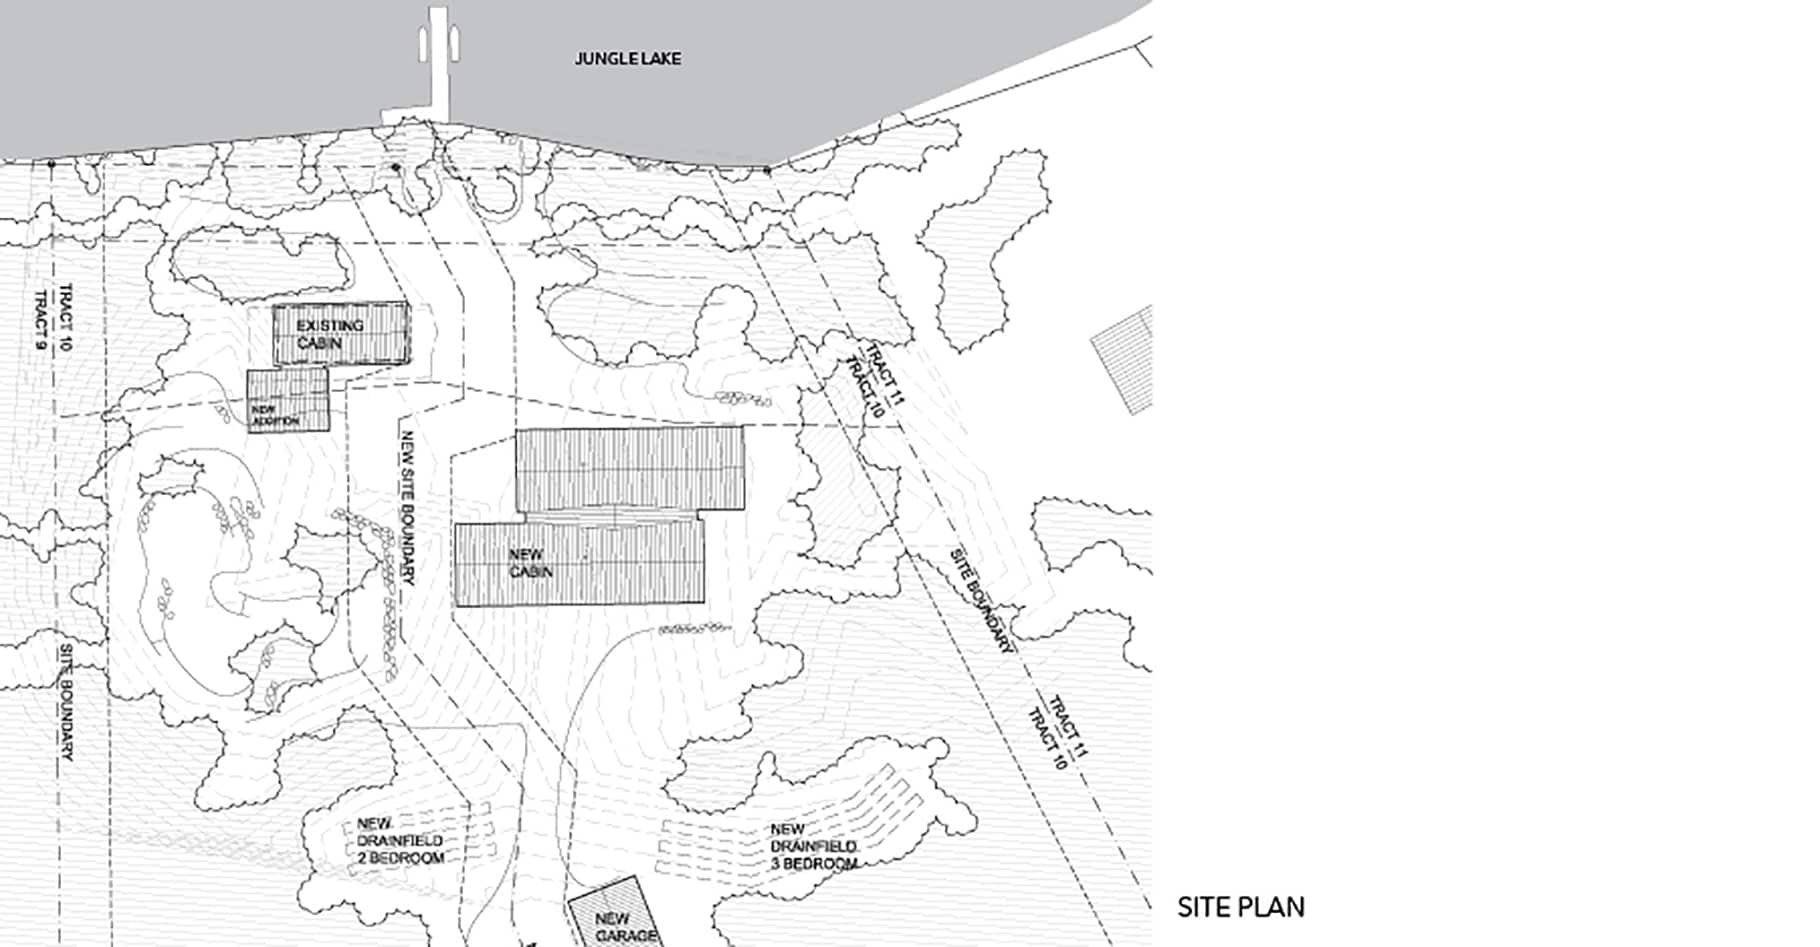 JUNGLE LAKE
TRACT 10
TRACT 9
EXISTING
CABIN
NEW
ADDITION
TRACT 11
TRACT 10
NEW SITE BOUNDARY
NEW
CABIN
SITE BOUNDARY
SITE BOUNDARY
TRACT 11
TRACT 10
NEW
DRAINFIELD
2 BEDROOM
NEW
DRAINFIELD
3 BEDROOM
NEW
GARAGE
SITE PLAN